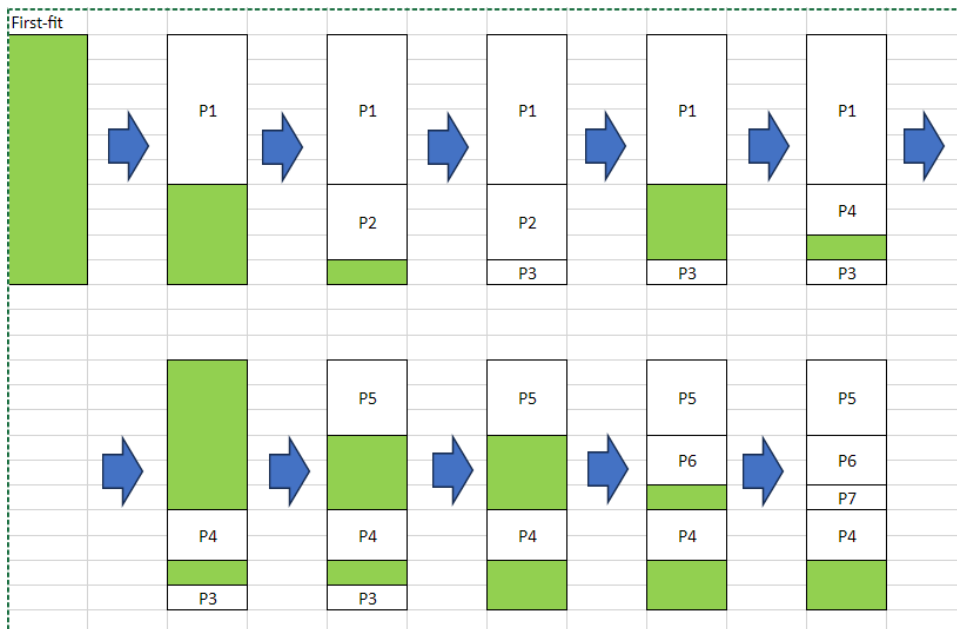 First-fit
P1 P1 P1 P1 P1
P2 P2 P4
P3 P3 P3
P5 P5 P5 P5
P6 P6
P7
P4 P4 P4 P4 P4
P3 P3